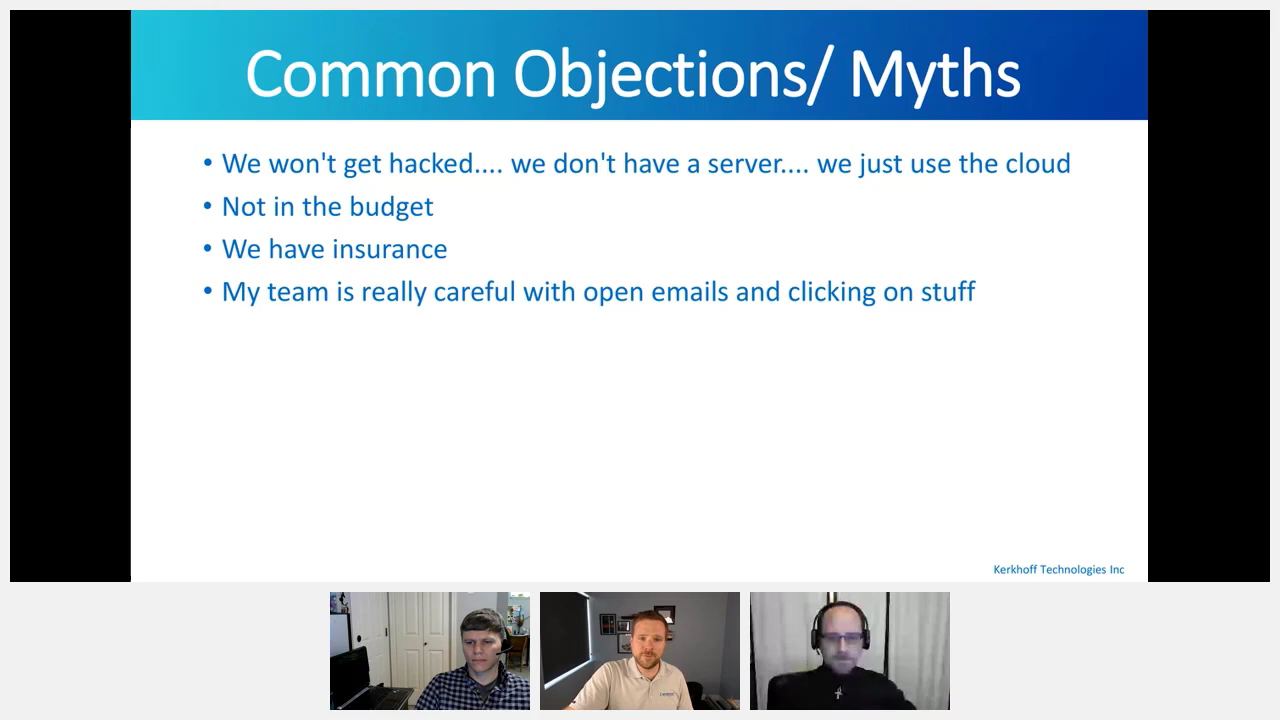 Common Objections/ Myths
• We won't get hacked.... we don't have a server.... we just use the cloud
• Not in the budget
• We have insurance
• My team is really careful with open emails and clicking on stuff
Kerkhoff Technologies Inc